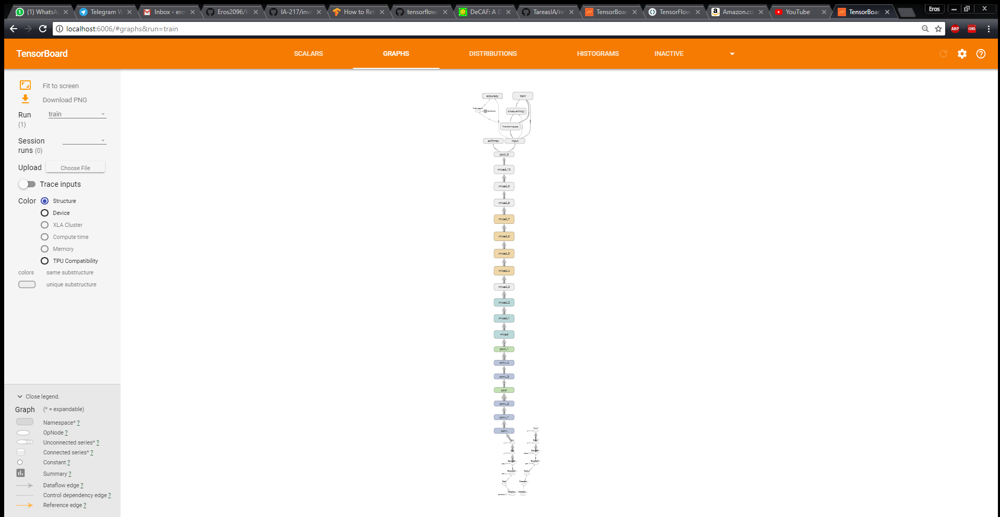 (1) WhatsA
Telegram W
Inbox - ero
Eros2096/In
IA-217/inve
How to Ret
tensorflow/
DeCAF: A D
TareasIA/re
TensorBoar
TensorFlow
Amazon.co
YouTube
TensorBoar
Eros
localhost:6006/#graphs&run=train
ABP
CORS
TensorBoard
SCALARS
GRAPHS
DISTRIBUTIONS
HISTOGRAMS
INACTIVE
Fit to screen
Download PNG
Run
(1)
train
Session
runs (0)
Upload
Choose File
Trace inputs
Color
Structure
Device
XLA Cluster
Compute time
Memory
TPU Compatibility
colors same substructure
unique substructure
Close legend.
Graph (* = expandable)
Namespace* ?
OpNode ?
Unconnected series* ?
Connected series* ?
Constant ?
Summary ?
Dataflow edge ?
Control dependency edge ?
Reference edge ?
accuracy
train
cross_entropy
softmax
input
pool_3
mixed_10
mixed_9
mixed_8
mixed_7
mixed_6
mixed_5
mixed_4
mixed_3
mixed_2
mixed_1
mixed
pool_1
conv_4
conv_3
pool
conv_2
conv_1
conv